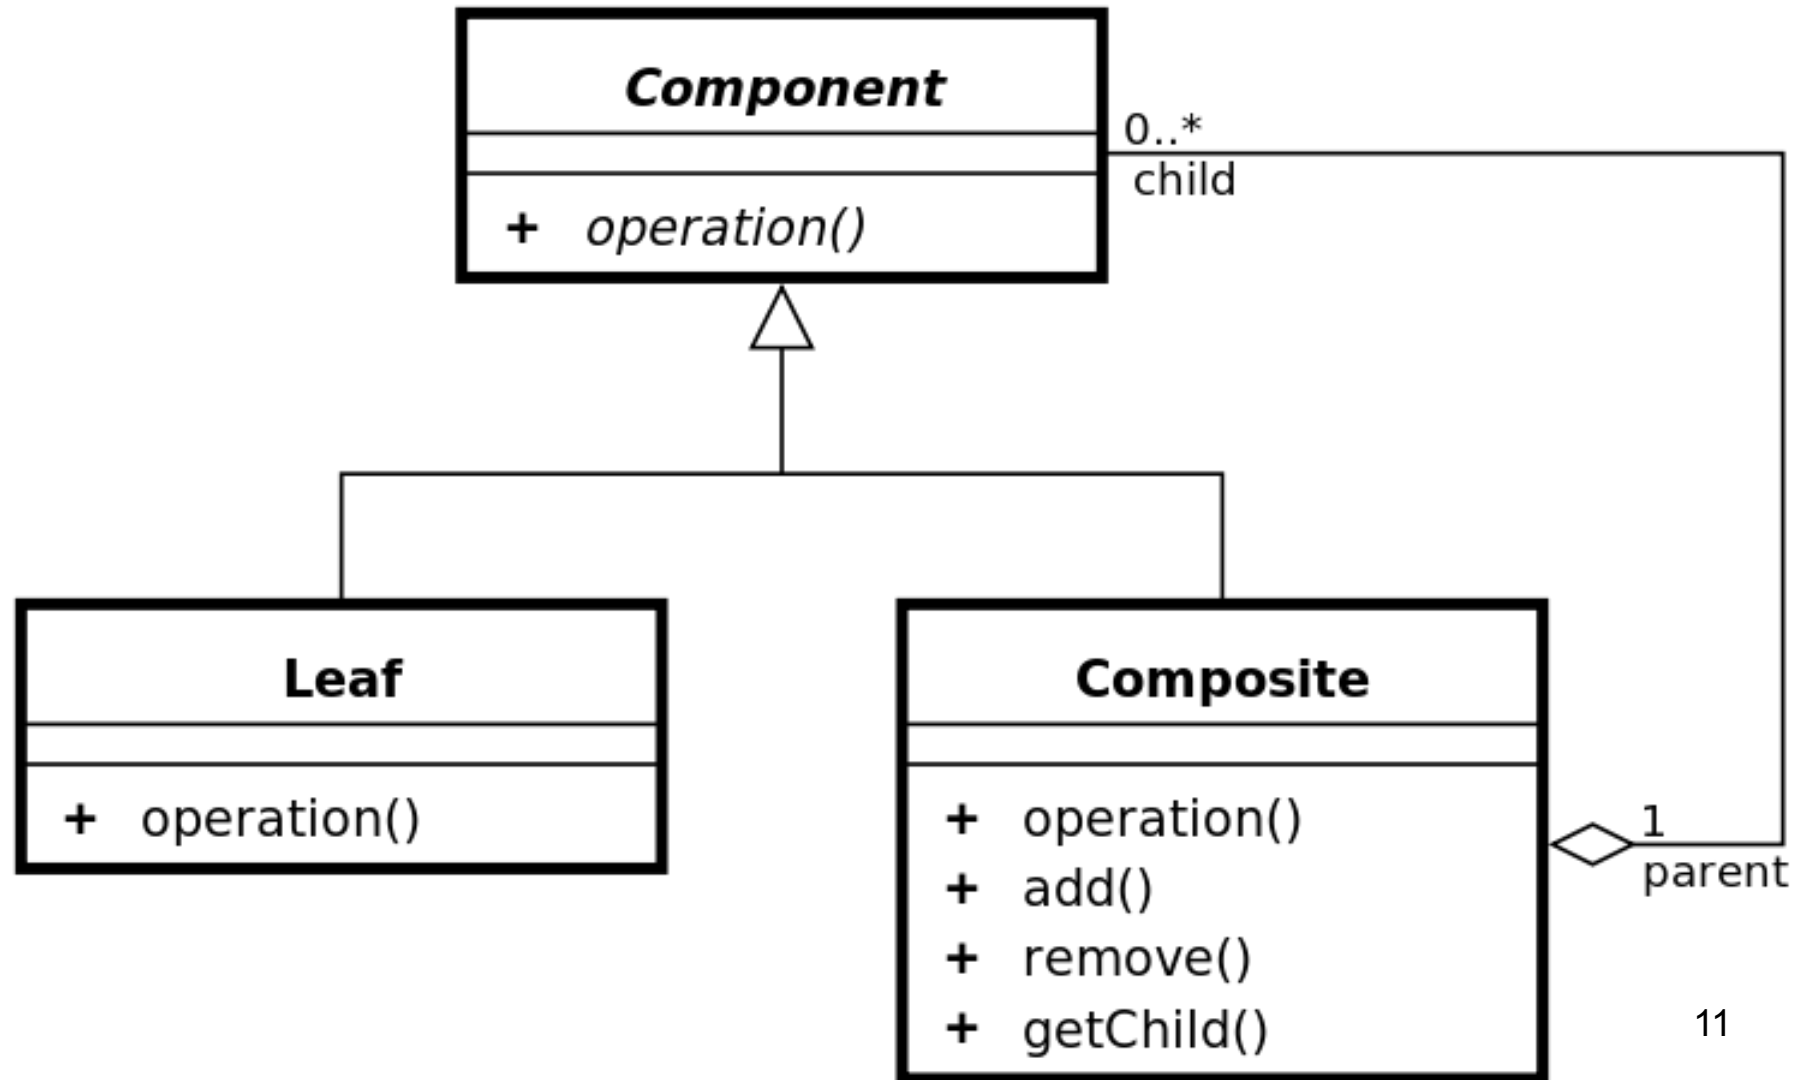 Component
0..*
child
+ operation()
Leaf
+ operation()
Composite
+ operation()
+ add()
+ remove()
+ getChild()
1
parent
11